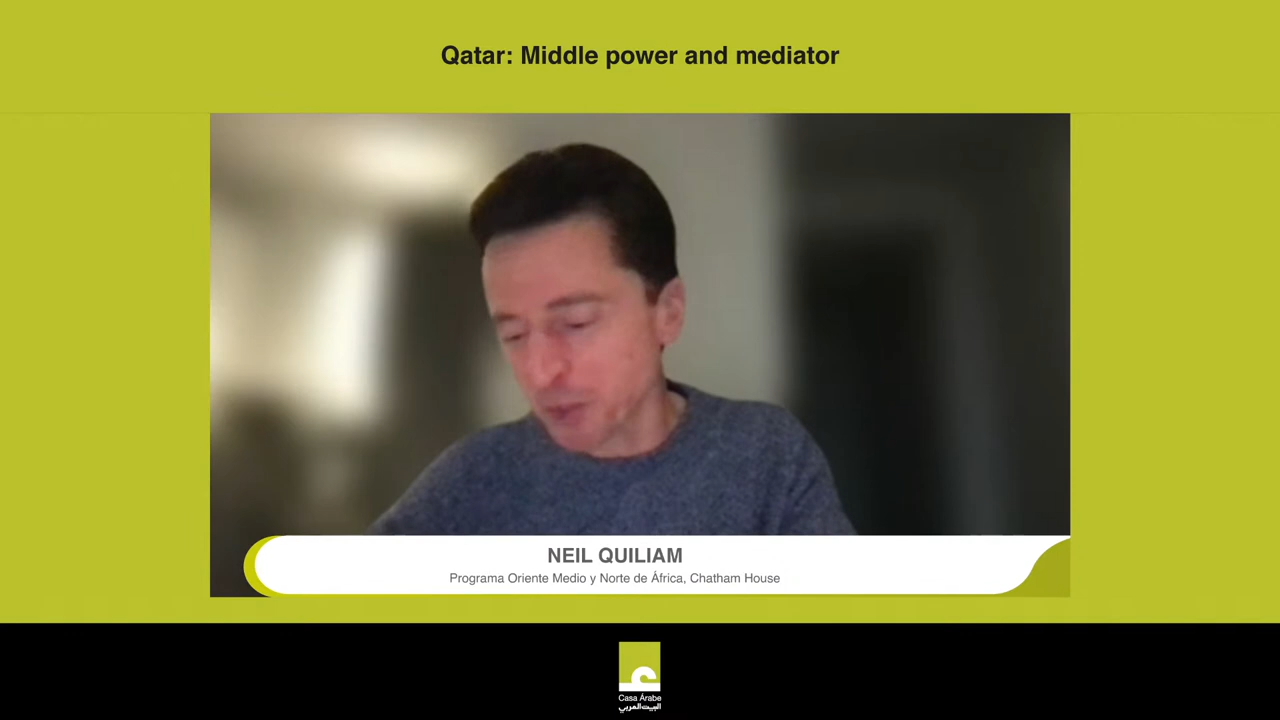 Qatar: Middle power and mediator
NEIL QUILIAM
Programa Oriente Medio y Norte de África, Chatham House
Casa Árabe
البيت العربي